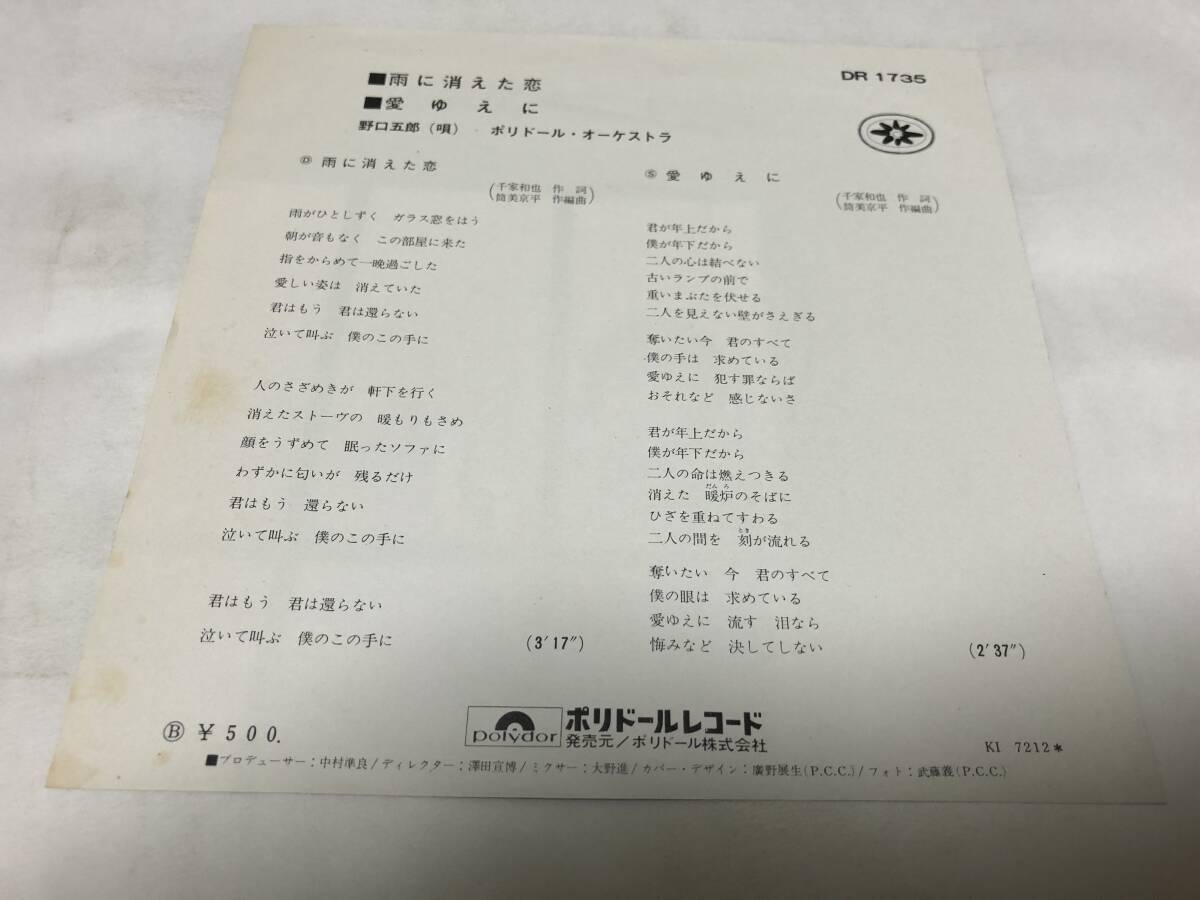 ■雨に消えた恋
■愛ゆえに
野口五郎(唄) ポリドール・オーケストラ
DR 1735
Ⓓ 雨に消えた恋
(千家和也 作詞
筒美京平 作編曲)
雨がひとしずく ガラス窓をはう
朝が音もなく この部屋に来た
指をからめて一晩過ごした
愛しい姿は 消えていた
君はもう 君は還らない
泣いて叫ぶ 僕のこの手に
人のさざめきが 軒下を行く
消えたストーヴの 暖もりもさめ
顔をうずめて 眠ったソファに
わずかに匂いが 残るだけ
君はもう 還らない
泣いて叫ぶ 僕のこの手に
君はもう 君は還らない
泣いて叫ぶ 僕のこの手に
(3′17″)
Ⓢ 愛ゆえに
(千家和也 作詞
筒美京平 作編曲)
君が年上だから
僕が年下だから
二人の心は結べない
古いランプの前で
重いまぶたを伏せる
二人を見えない壁がさえぎる
奪いたい今 君のすべて
僕の手は 求めている
愛ゆえに 犯す罪ならば
おそれなど 感じないさ
君が年上だから
僕が年下だから
二人の命は燃えつきる
だんろ
消えた 暖炉のそばに
ひざを重ねてすわる
とき
二人の間を 刻が流れる
奪いたい 今 君のすべて
僕の眼は 求めている
愛ゆえに 流す 泪なら
悔みなど 決してしない
(2′37″)
Ⓑ ¥500.
polydor
ポリドールレコード
発売元/ポリドール株式会社
KI 7212*
■プロデューサー:中村準良/ディレクター:澤田宣博/ミクサー:大野進/カバー・デザイン:廣野展生(P.C.C.)/フォト:武藤義(P.C.C.)